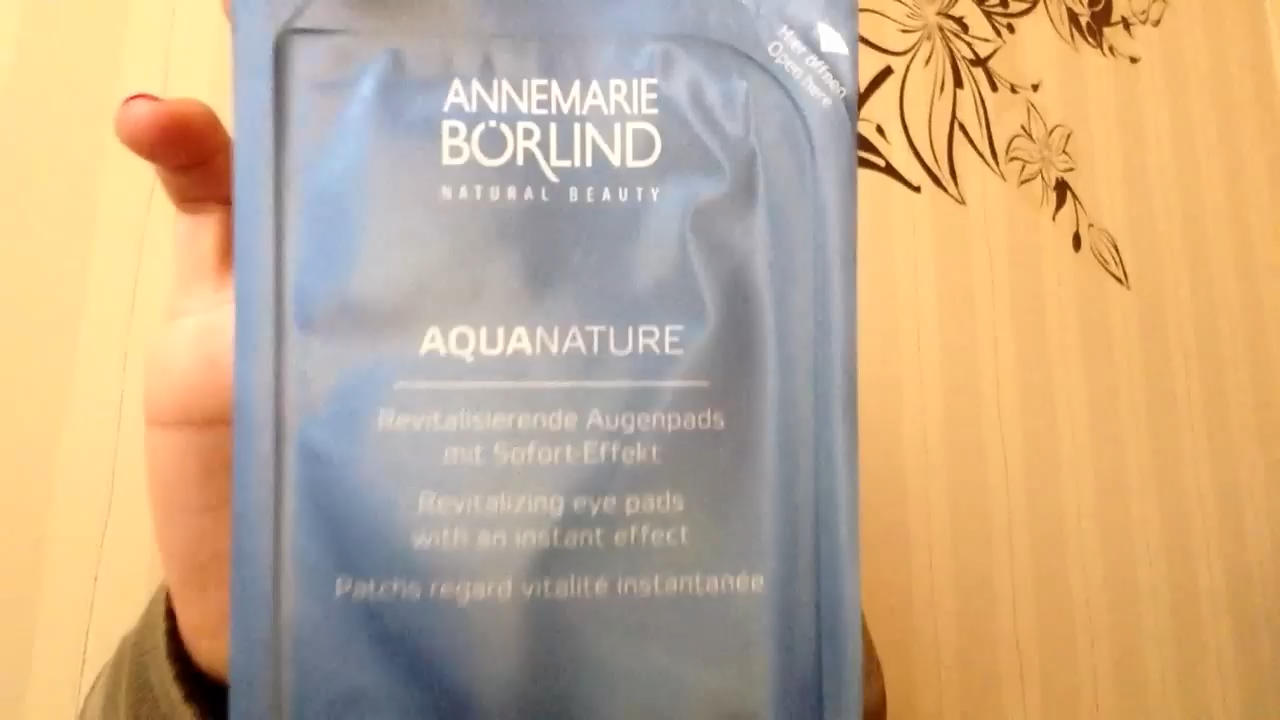 Hier öffnen
Open here
ANNEMARIE
BÖRLIND
NATURAL BEAUTY
AQUANATURE
Revitalisierende Augenpads
mit Sofort-Effekt
Revitalizing eye pads
with an instant effect
Patchs regard vitalité instantanée